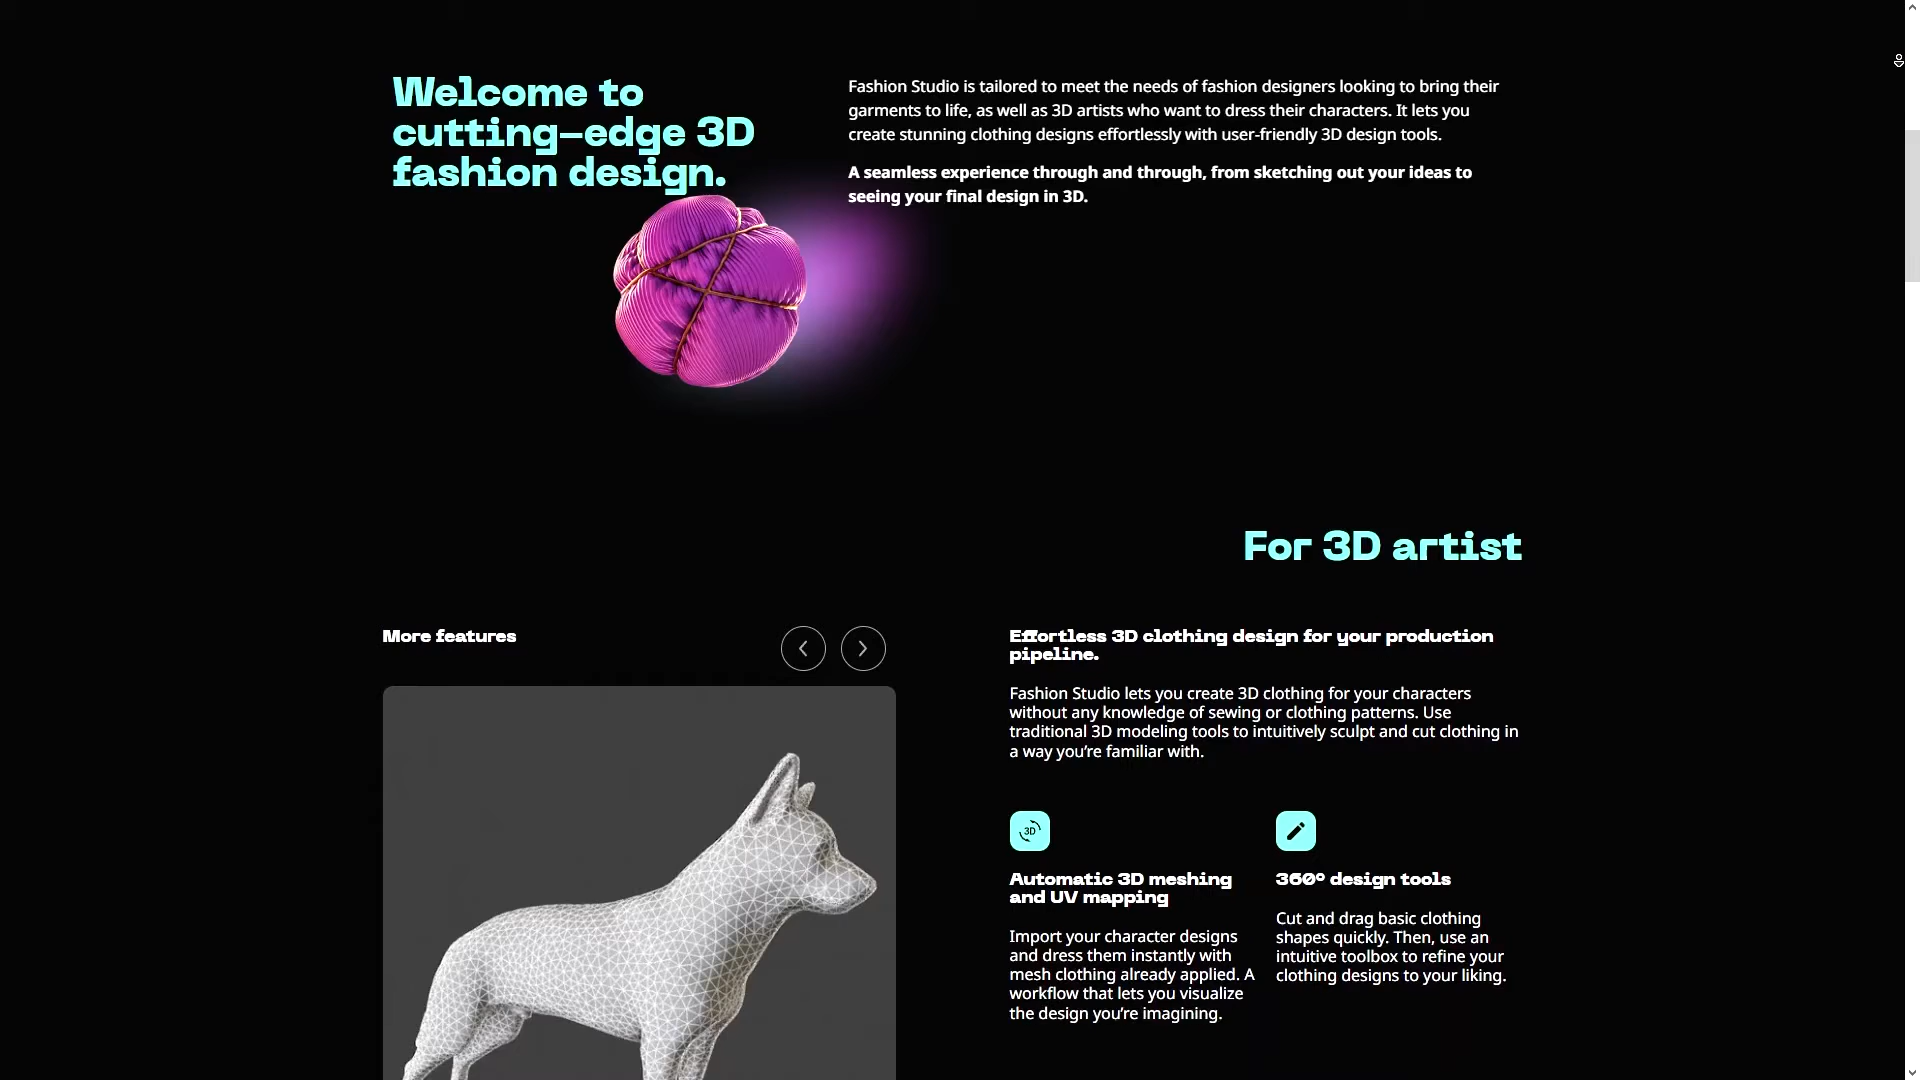 Welcome to
cutting-edge 3D
fashion design.
Fashion Studio is tailored to meet the needs of fashion designers looking to bring their
garments to life, as well as 3D artists who want to dress their characters. It lets you
create stunning clothing designs effortlessly with user-friendly 3D design tools.
A seamless experience through and through, from sketching out your ideas to
seeing your final design in 3D.
For 3D artist
More features
Effortless 3D clothing design for your production
pipeline.
Fashion Studio lets you create 3D clothing for your characters
without any knowledge of sewing or clothing patterns. Use
traditional 3D modeling tools to intuitively sculpt and cut clothing in
a way you're familiar with.
3D
Automatic 3D meshing
and UV mapping
Import your character designs
and dress them instantly with
mesh clothing already applied. A
workflow that lets you visualize
the design you're imagining.
360º design tools
Cut and drag basic clothing
shapes quickly. Then, use an
intuitive toolbox to refine your
clothing designs to your liking.